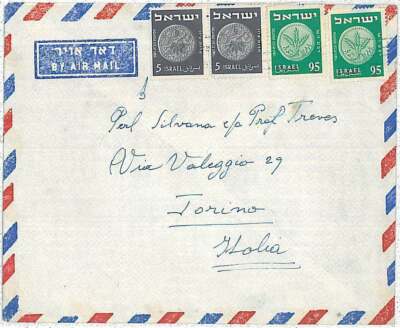 ישראל ישראל ישראל ישראל
5 ISRAEL 5 ISRAEL ISRAEL 95 ISRAEL 95
דאר אויר
BY AIR MAIL
Perl Silvana c/o Prof Treves
Via Valeggio 29
Torino
Italia